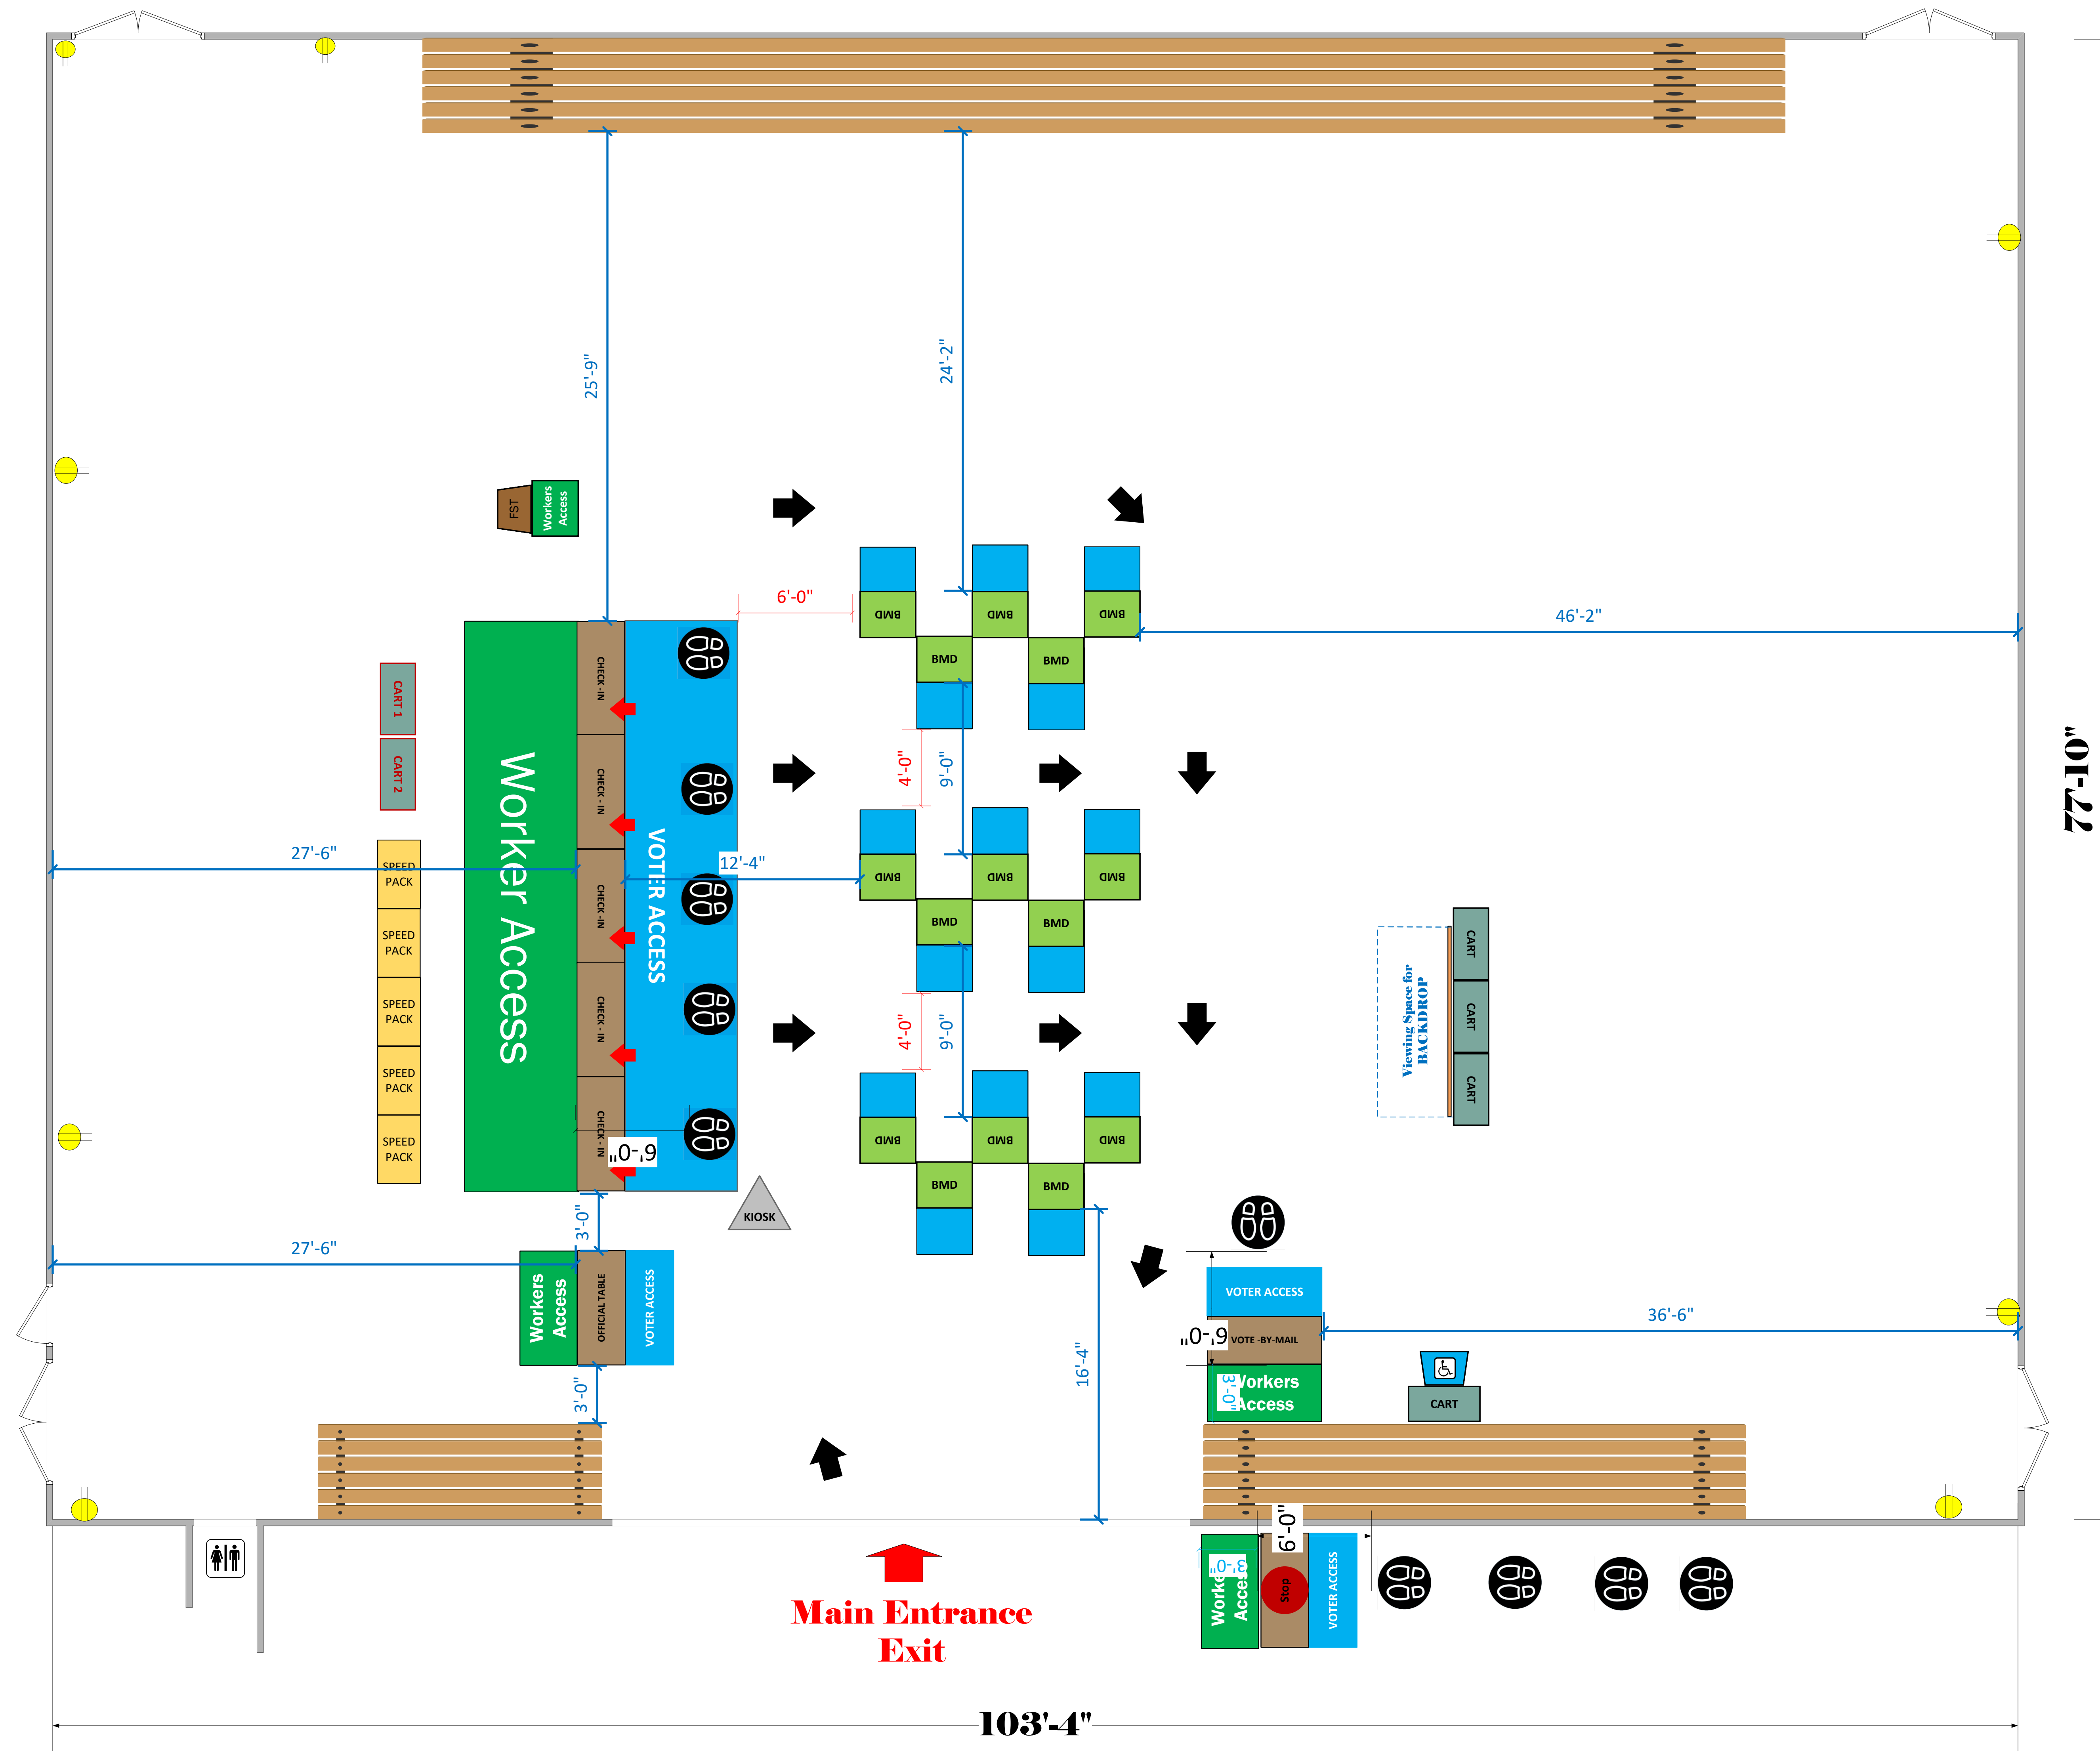 25'-9"
24'-2"
FST
Workers
Access
6'-0"
BMD
BMD
BMD
46'-2"
BMD
BMD
CART 1
CART 2
CHECK -IN
CHECK - IN
CHECK -IN
CHECK - IN
CHECK - IN
Worker Access
VOTER ACCESS
4'-0"
9'-0"
77'-10"
27'-6"
12'-4"
SPEED
PACK
SPEED
PACK
SPEED
PACK
SPEED
PACK
SPEED
PACK
BMD
BMD
BMD
BMD
BMD
CART
CART
CART
Viewing Space for
BACKDROP
4'-0"
9'-0"
BMD
BMD
BMD
BMD
BMD
6'-0"
KIOSK
3'-0"
27'-6"
Workers
Access
OFFICIAL TABLE
VOTER ACCESS
3'-0"
16'-4"
VOTER ACCESS
6'-0"
VOTE -BY-MAIL
3'-0"
Workers
Access
36'-6"
CART
6'-0"
3'-0"
Workers
Access
Stop
VOTER ACCESS
Main Entrance
Exit
103'-4"